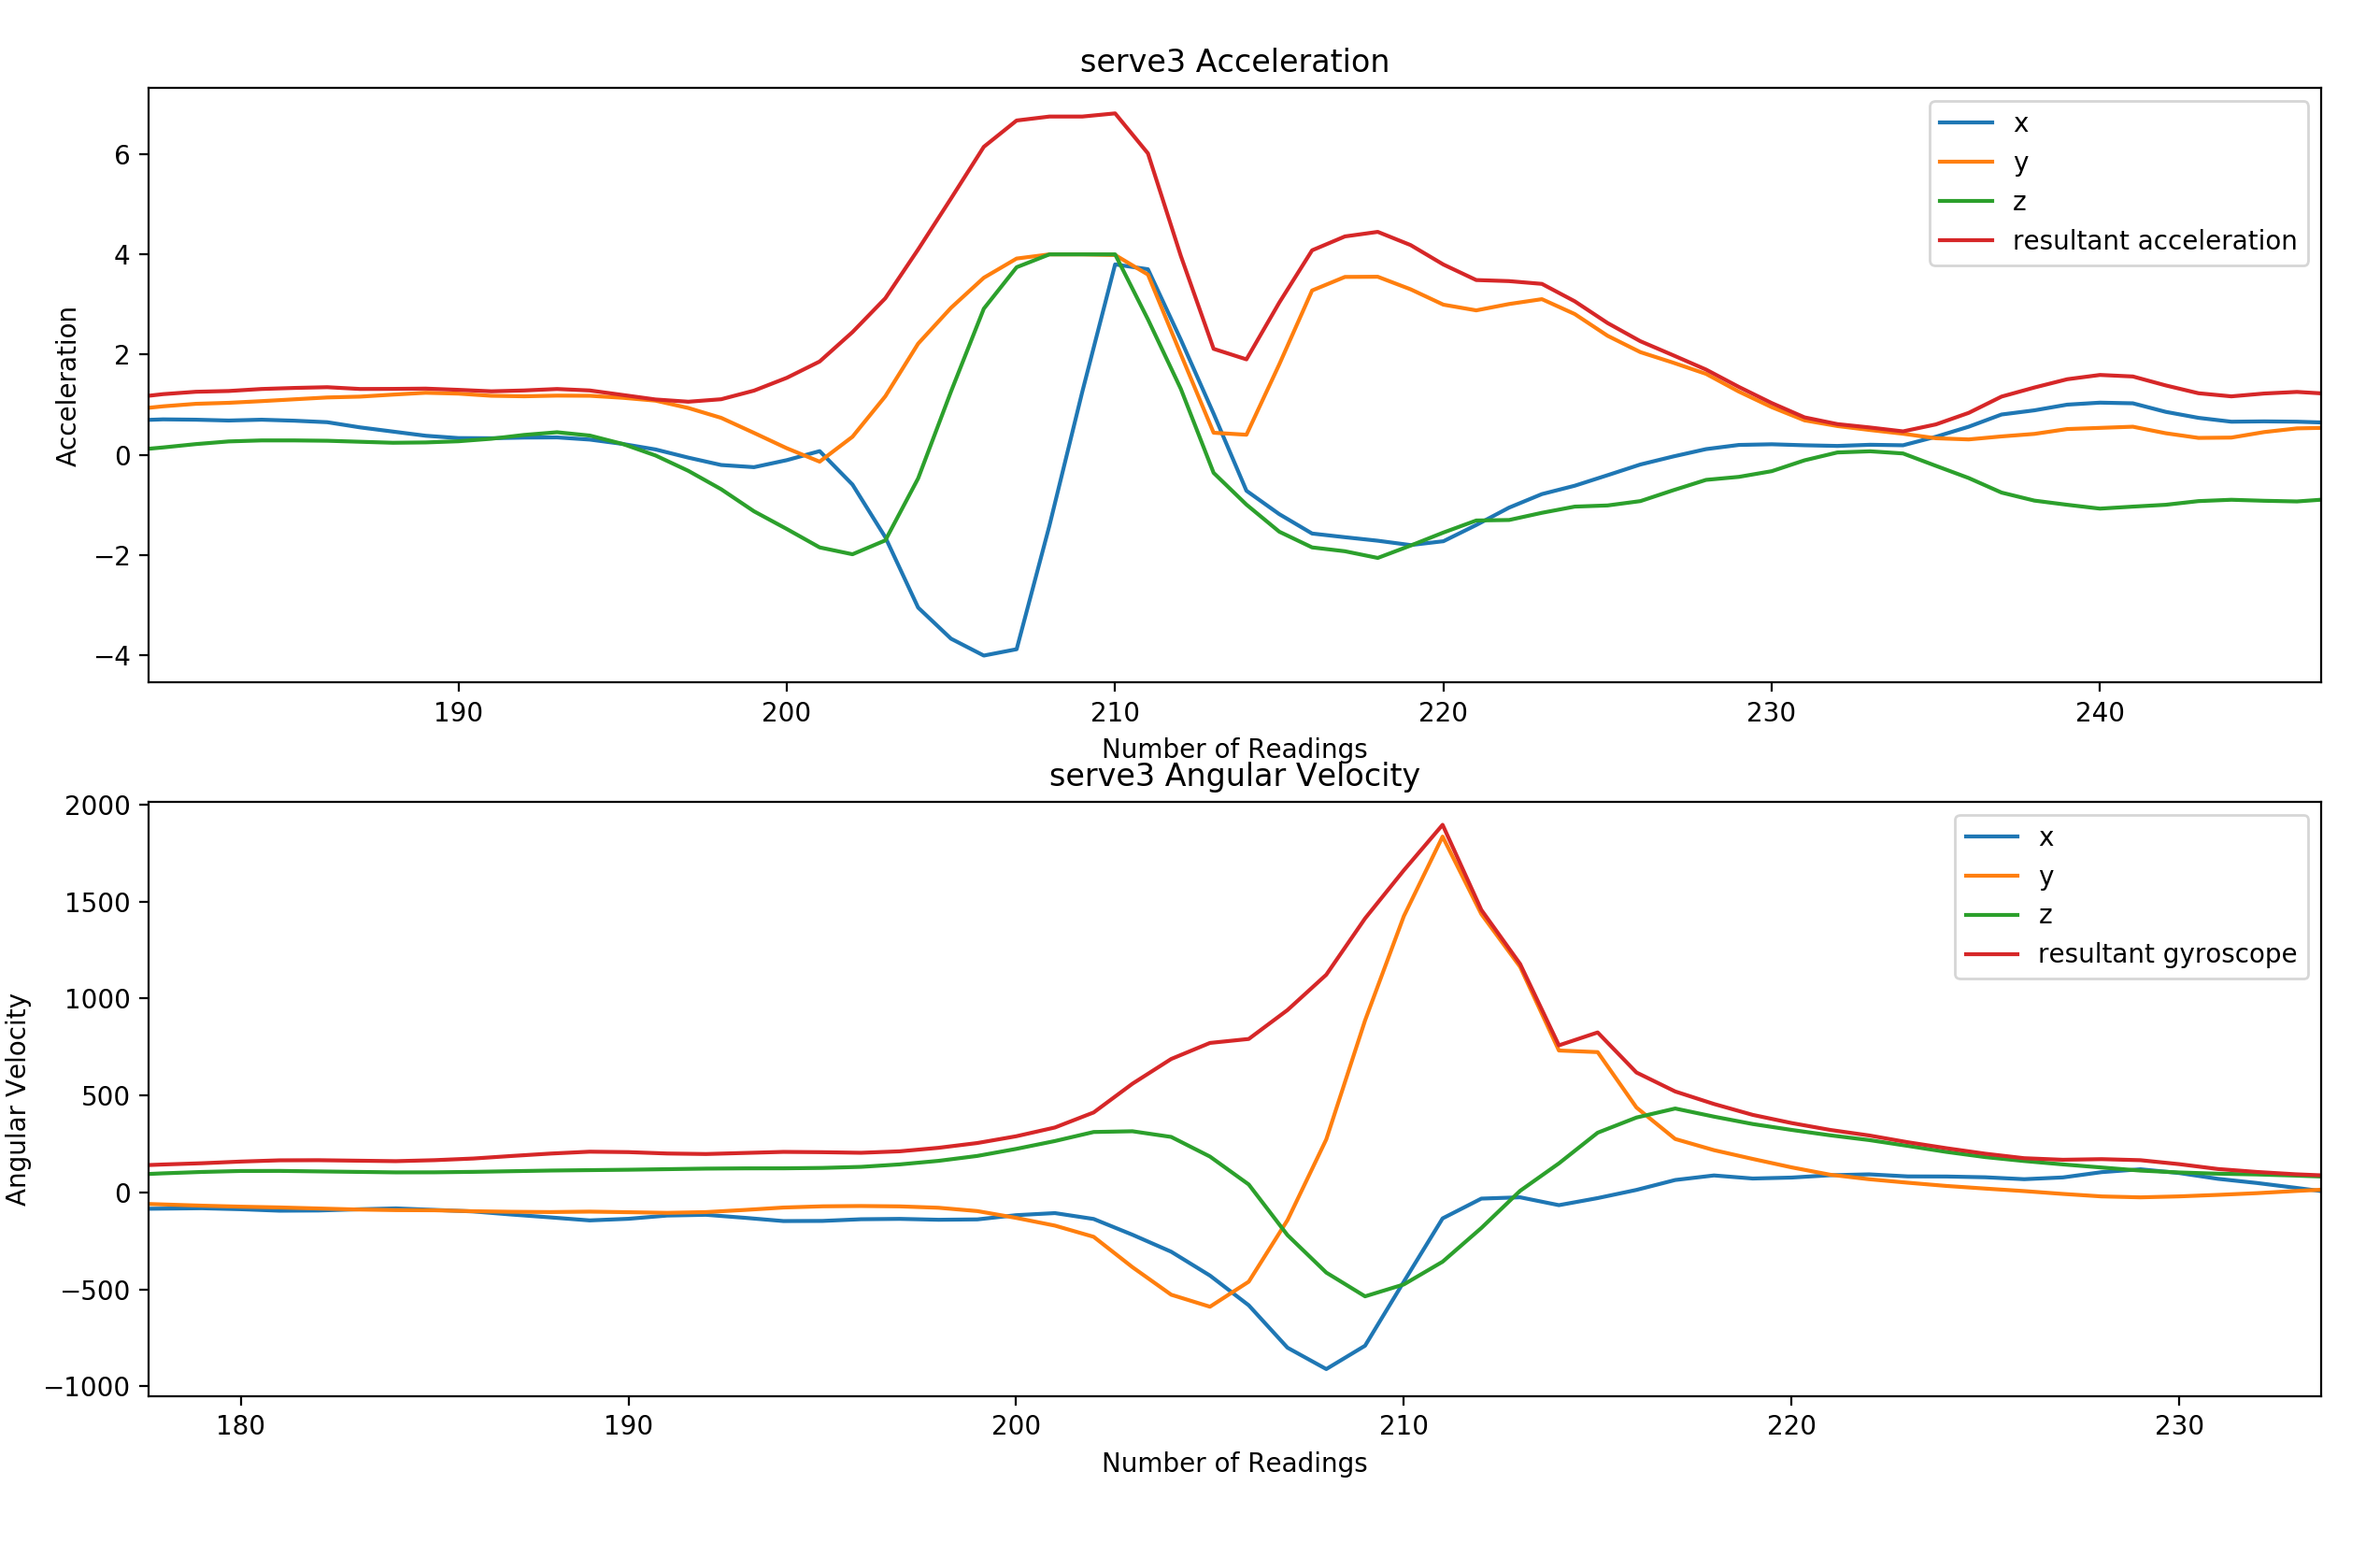 serve3 Acceleration
x
y
z
resultant acceleration
Acceleration
6
4
2
0
−2
−4
190 200 210 220 230 240
Number of Readings
serve3 Angular Velocity
x
y
z
resultant gyroscope
Angular Velocity
2000
1500
1000
500
0
−500
−1000
180 190 200 210 220 230
Number of Readings